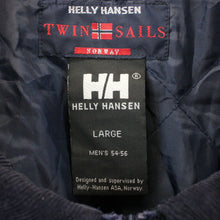 HELLY HANSEN
TWIN SAILS
NORWAY
HH®
HELLY HANSEN
LARGE
MEN'S 54-56
Designed and supervised by
Helly-Hansen ASA, Norway.